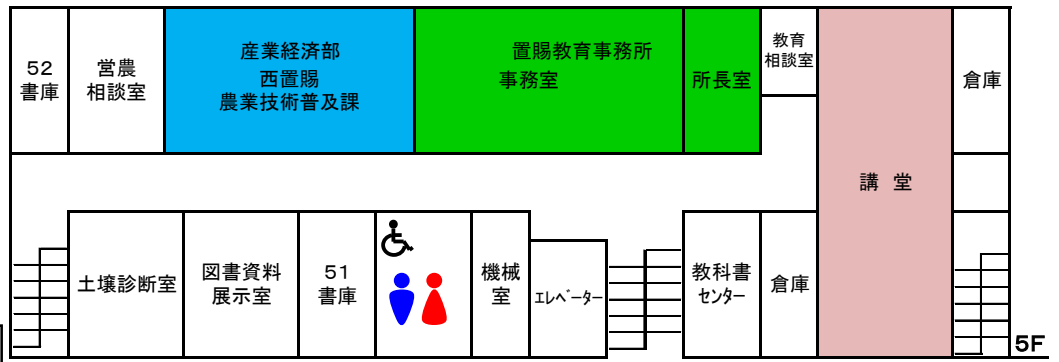 52
書庫
営農
相談室
産業経済部
西置賜
農業技術普及課
置賜教育事務所
事務室
所長室
教育
相談室
講 堂
倉庫
土壌診断室
図書資料
展示室
51
書庫
機械
室
ｴﾚﾍﾞｰﾀｰ
教科書
ｾﾝﾀｰ
倉庫
5F